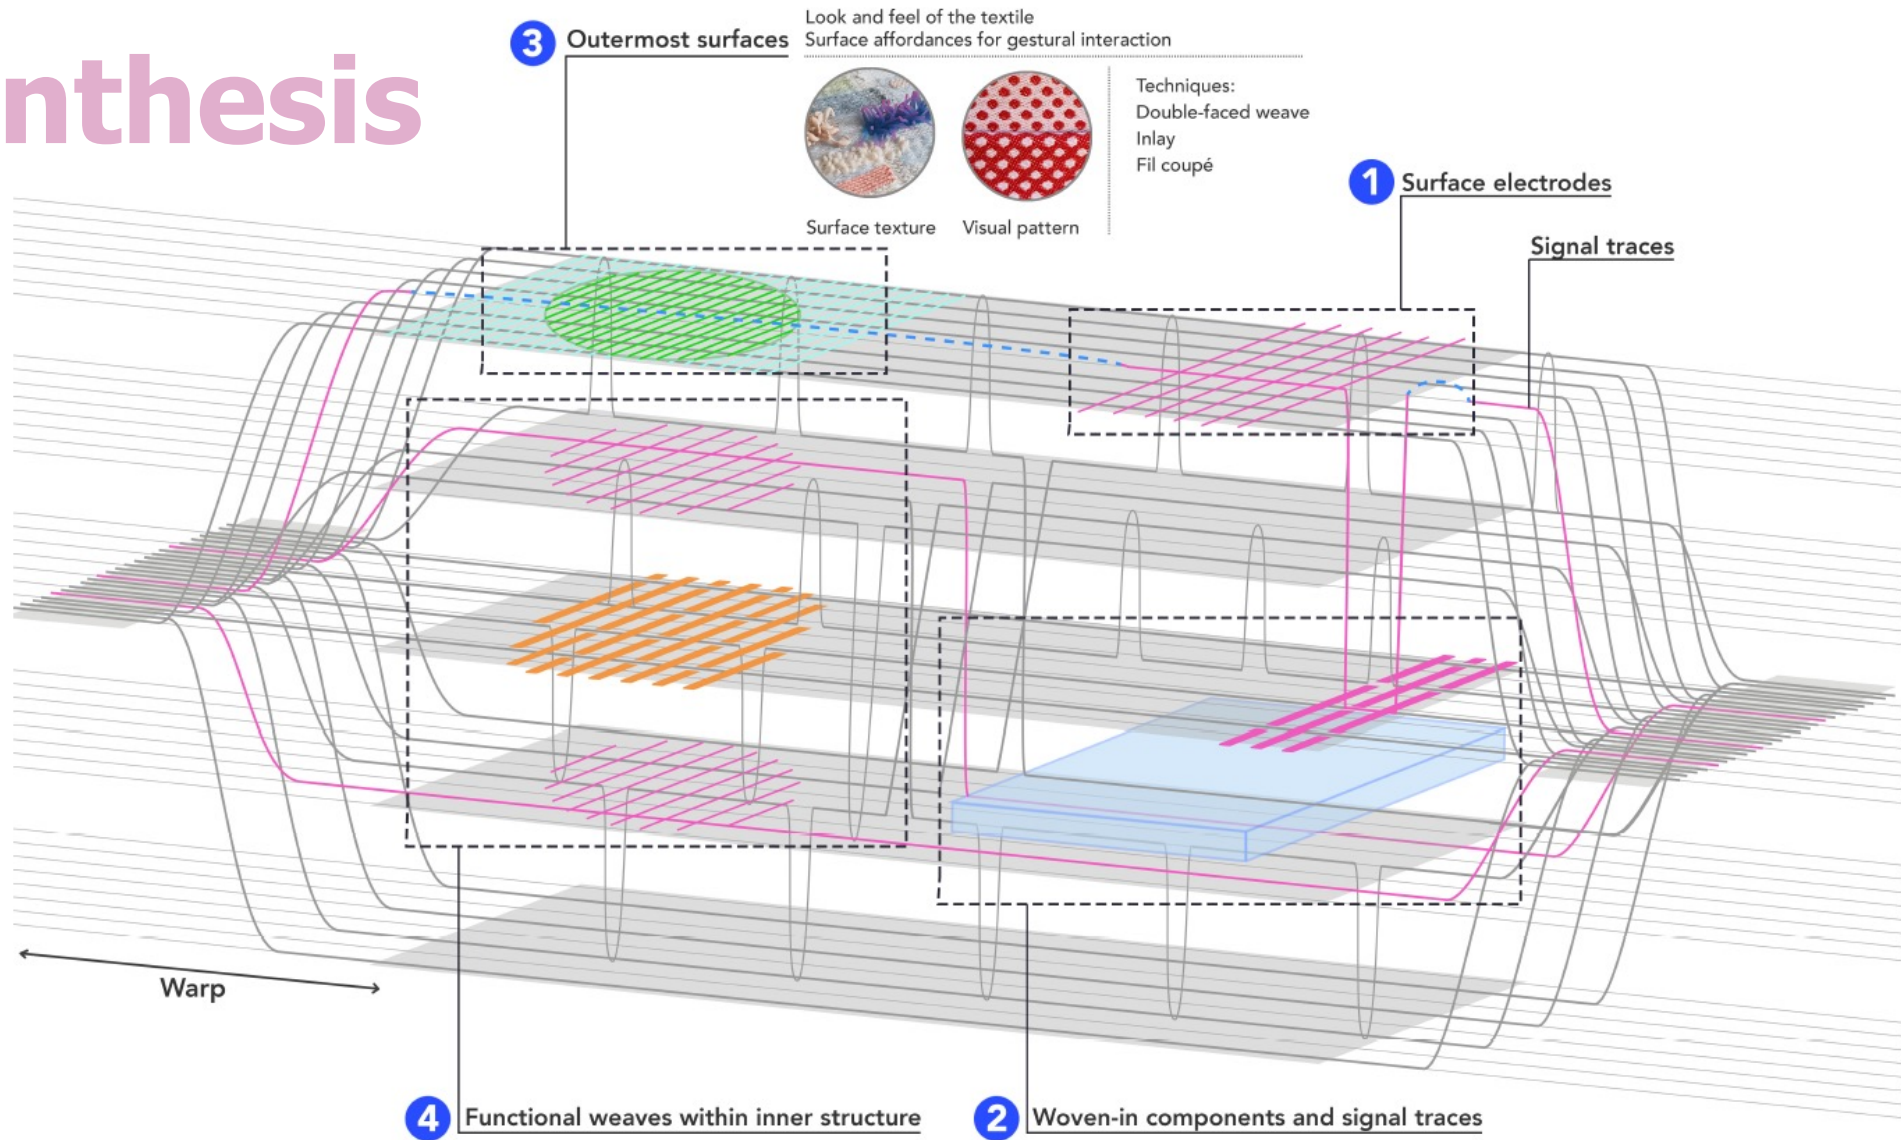 nthesis
3 Outermost surfaces
Look and feel of the textile
Surface affordances for gestural interaction
Techniques:
Double-faced weave
Inlay
Fil coupé
Surface texture
Visual pattern
1 Surface electrodes
Signal traces
Warp
4 Functional weaves within inner structure
2 Woven-in components and signal traces